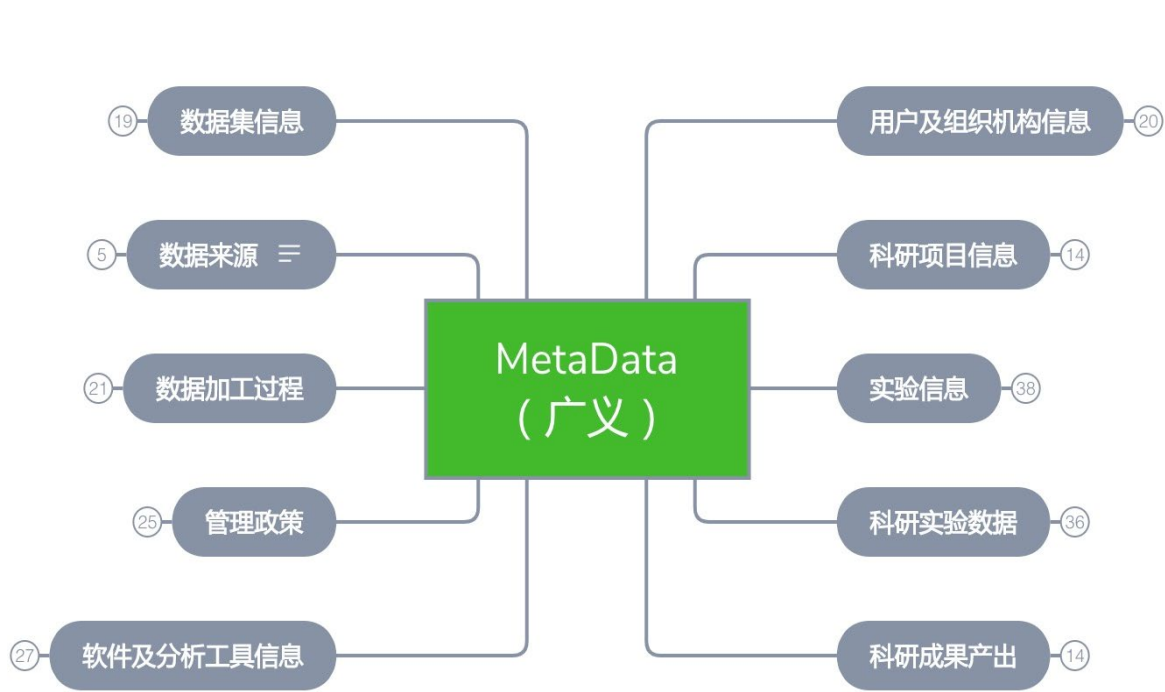 19
数据集信息
5
数据来源
21
数据加工过程
25
管理政策
27
软件及分析工具信息
MetaData
（广义）
用户及组织机构信息
20
科研项目信息
14
实验信息
38
科研实验数据
36
科研成果产出
14